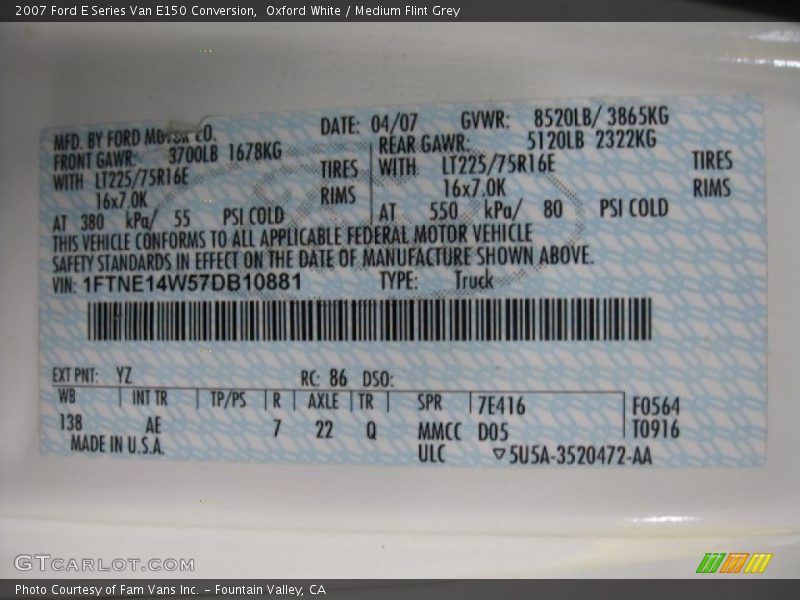 2007 Ford E Series Van E150 Conversion,  Oxford White / Medium Flint Grey
MFD. BY FORD MOTOR CO. DATE: 04/07 GVWR: 8520LB/ 3865KG
FRONT GAWR: 3700LB 1678KG REAR GAWR: 5120LB 2322KG
WITH LT225/75R16E TIRES WITH LT225/75R16E TIRES
16x7.0K RIMS 16x7.0K RIMS
AT 380 kPa/ 55 PSI COLD AT 550 kPa/ 80 PSI COLD
THIS VEHICLE CONFORMS TO ALL APPLICABLE FEDERAL MOTOR VEHICLE
SAFETY STANDARDS IN EFFECT ON THE DATE OF MANUFACTURE SHOWN ABOVE.
VIN: 1FTNE14W57DB10881 TYPE: Truck
EXT PNT: YZ RC: 86 DSO:
WB INT TR TP/PS R AXLE TR SPR 7E416 F0564
138 AE 7 22 Q MMCC D05 T0916
MADE IN U.S.A. ULC ▽5U5A-3520472-AA
GTCARLOT.COM
Photo Courtesy of Fam Vans Inc. – Fountain Valley, CA